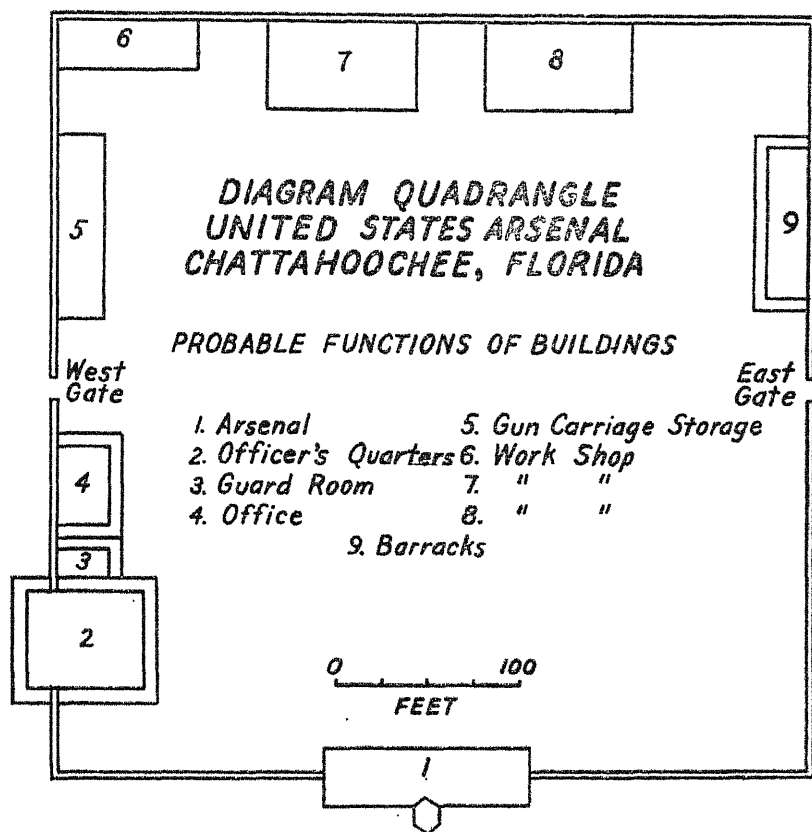 6
7
8
5
9
DIAGRAM QUADRANGLE
UNITED STATES ARSENAL
CHATTAHOOCHEE, FLORIDA
PROBABLE FUNCTIONS OF BUILDINGS
West
Gate
East
Gate
1. Arsenal 5. Gun Carriage Storage
2. Officer's Quarters 6. Work Shop
3. Guard Room 7. " "
4. Office 8. " "
9. Barracks
4
3
2
0 100
FEET
1